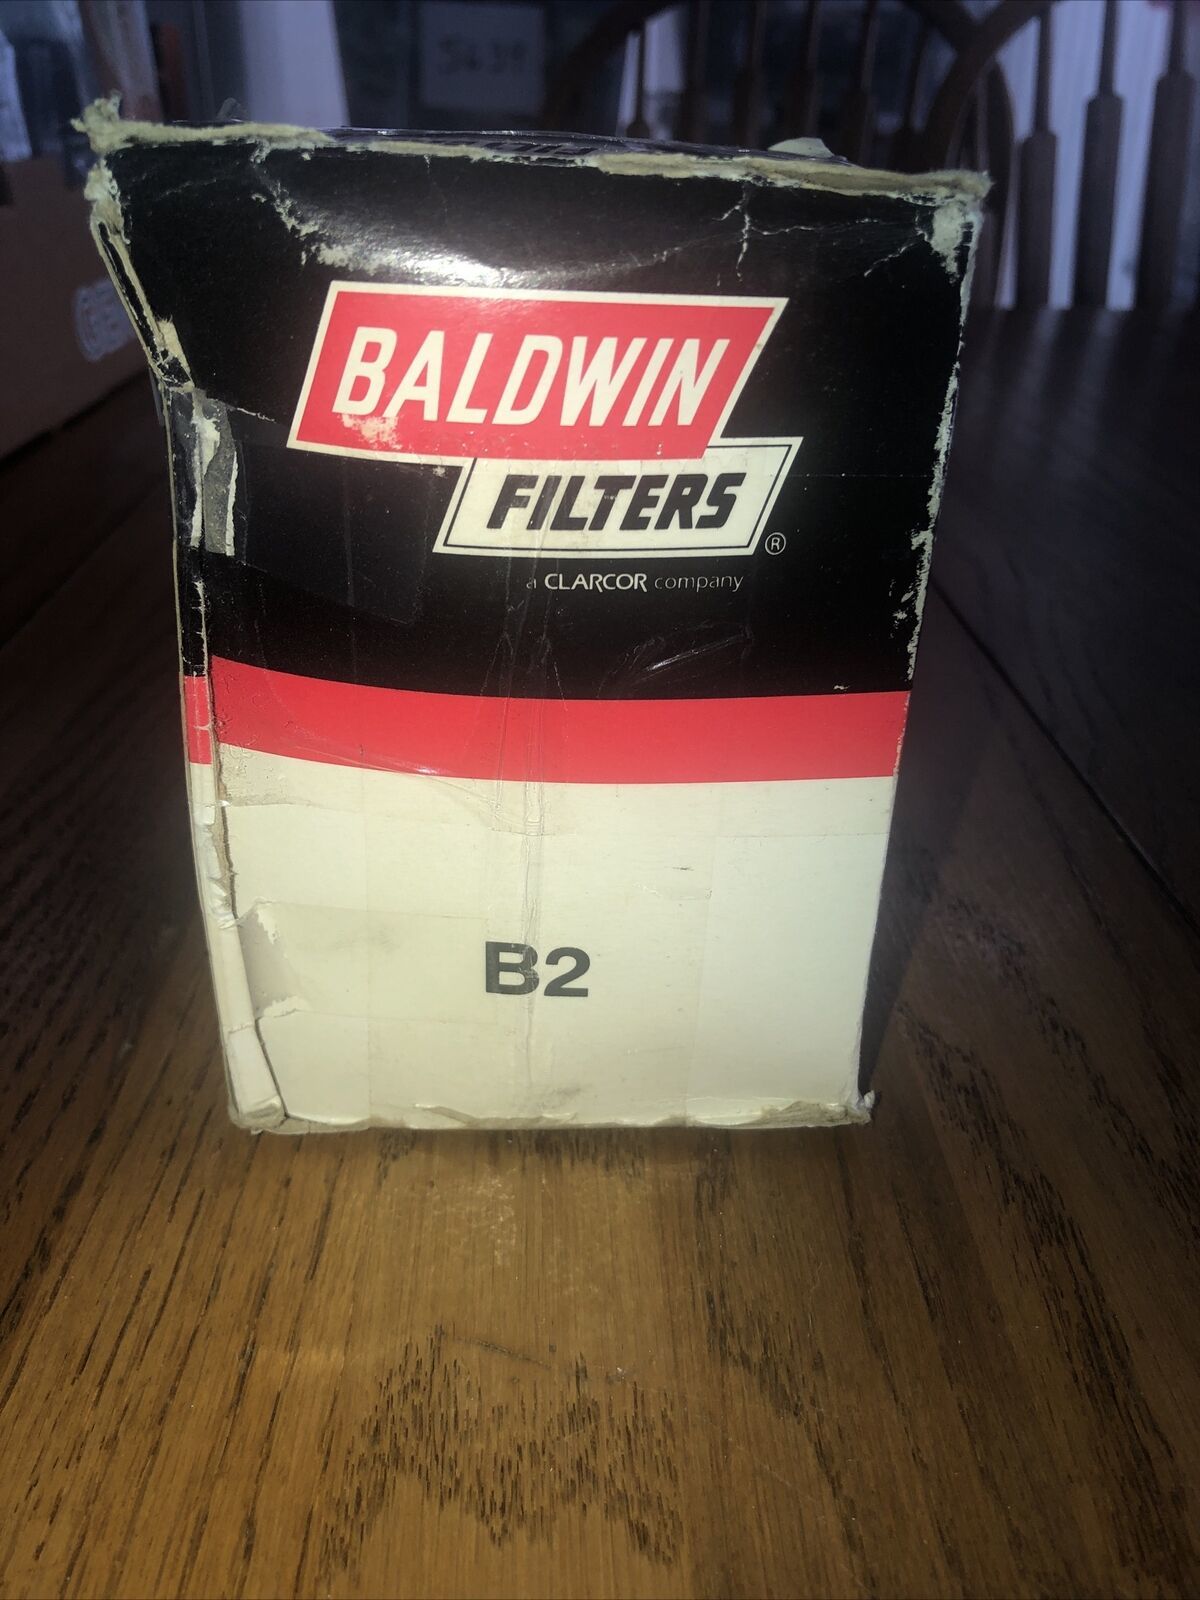 BALDWIN
FILTERS
®
a CLARCOR company
B2